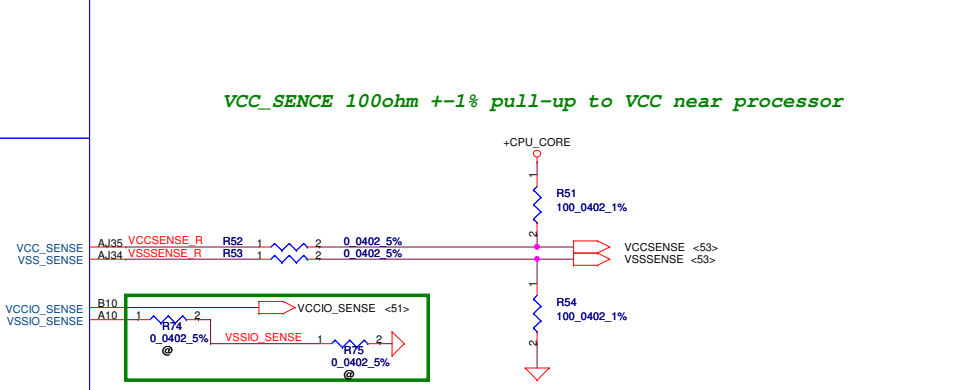 VCC_SENCE 100ohm +-1% pull-up to VCC near processor
+CPU_CORE
1
R51
100_0402_1%
2
VCC_SENSE AJ35 VCCSENSE_R R52 1 2 0_0402_5% VCCSENSE <53>
VSS_SENSE AJ34 VSSSENSE_R R53 1 2 0_0402_5% VSSSENSE <53>
1
R54
100_0402_1%
2
VCCIO_SENSE B10 VCCIO_SENSE <51>
VSSIO_SENSE A10 1 2
R74
0_0402_5%
@
VSSIO_SENSE 1 2
R75
0_0402_5%
@